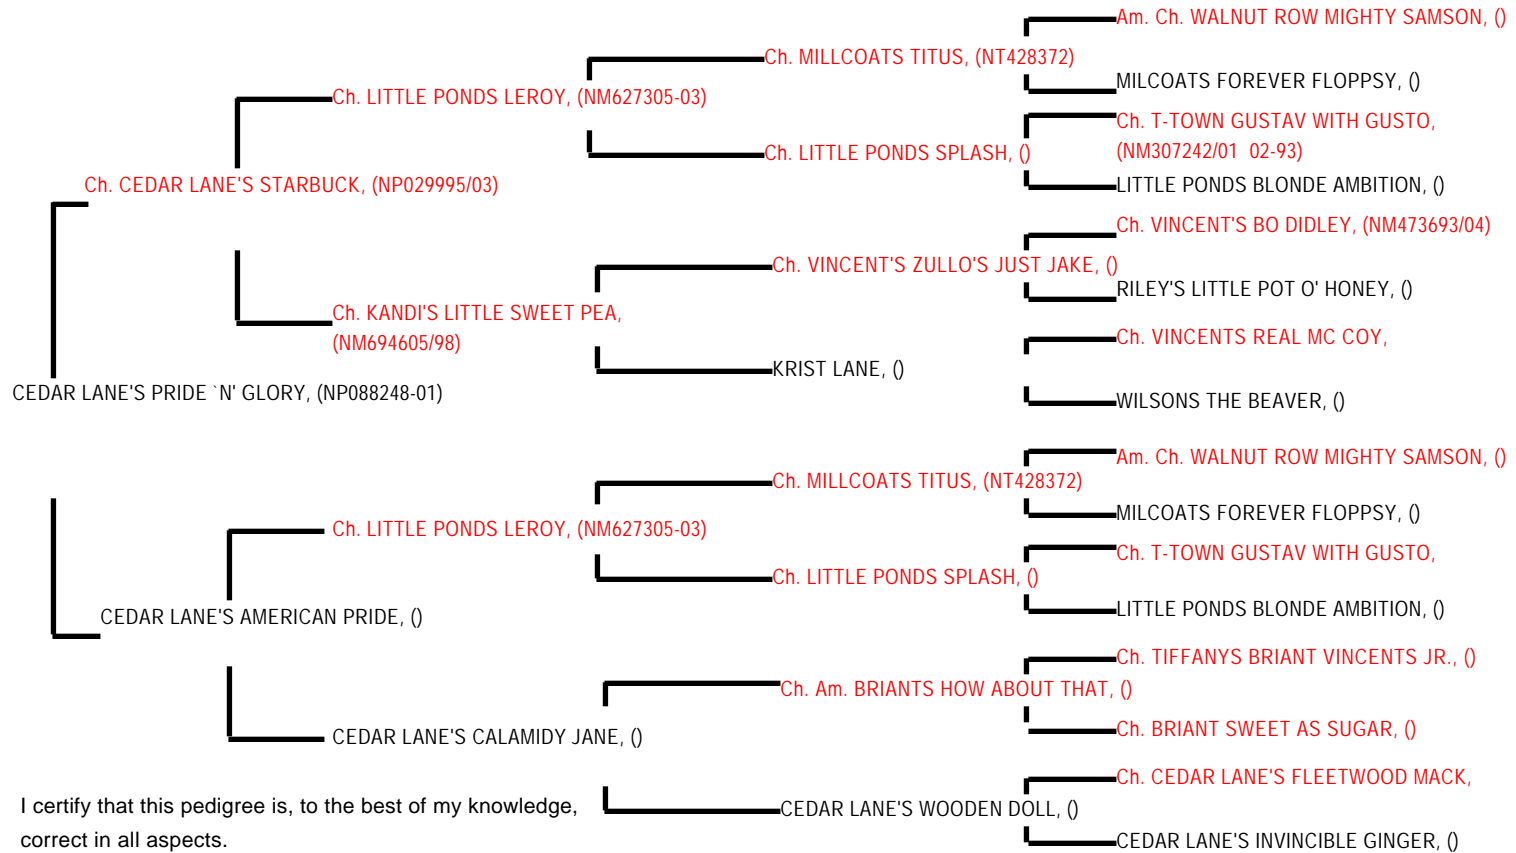 Am. Ch. WALNUT ROW MIGHTY SAMSON, ()
Ch. MILLCOATS TITUS, (NT428372)
MILCOATS FOREVER FLOPPSY, ()
Ch. LITTLE PONDS LEROY, (NM627305-03)
Ch. T-TOWN GUSTAV WITH GUSTO,
(NM307242/01 02-93)
Ch. LITTLE PONDS SPLASH, ()
LITTLE PONDS BLONDE AMBITION, ()
Ch. CEDAR LANE'S STARBUCK, (NP029995/03)
Ch. VINCENT'S BO DIDLEY, (NM473693/04)
Ch. VINCENT'S ZULLO'S JUST JAKE, ()
RILEY'S LITTLE POT O' HONEY, ()
Ch. KANDI'S LITTLE SWEET PEA,
(NM694605/98)
Ch. VINCENTS REAL MC COY,
KRIST LANE, ()
WILSONS THE BEAVER, ()
CEDAR LANE'S PRIDE `N' GLORY, (NP088248-01)
Am. Ch. WALNUT ROW MIGHTY SAMSON, ()
Ch. MILLCOATS TITUS, (NT428372)
MILCOATS FOREVER FLOPPSY, ()
Ch. LITTLE PONDS LEROY, (NM627305-03)
Ch. T-TOWN GUSTAV WITH GUSTO,
Ch. LITTLE PONDS SPLASH, ()
LITTLE PONDS BLONDE AMBITION, ()
CEDAR LANE'S AMERICAN PRIDE, ()
Ch. TIFFANYS BRIANT VINCENTS JR., ()
Ch. Am. BRIANTS HOW ABOUT THAT, ()
Ch. BRIANT SWEET AS SUGAR, ()
CEDAR LANE'S CALAMIDY JANE, ()
Ch. CEDAR LANE'S FLEETWOOD MACK,
CEDAR LANE'S WOODEN DOLL, ()
CEDAR LANE'S INVINCIBLE GINGER, ()
I certify that this pedigree is, to the best of my knowledge,
correct in all aspects.